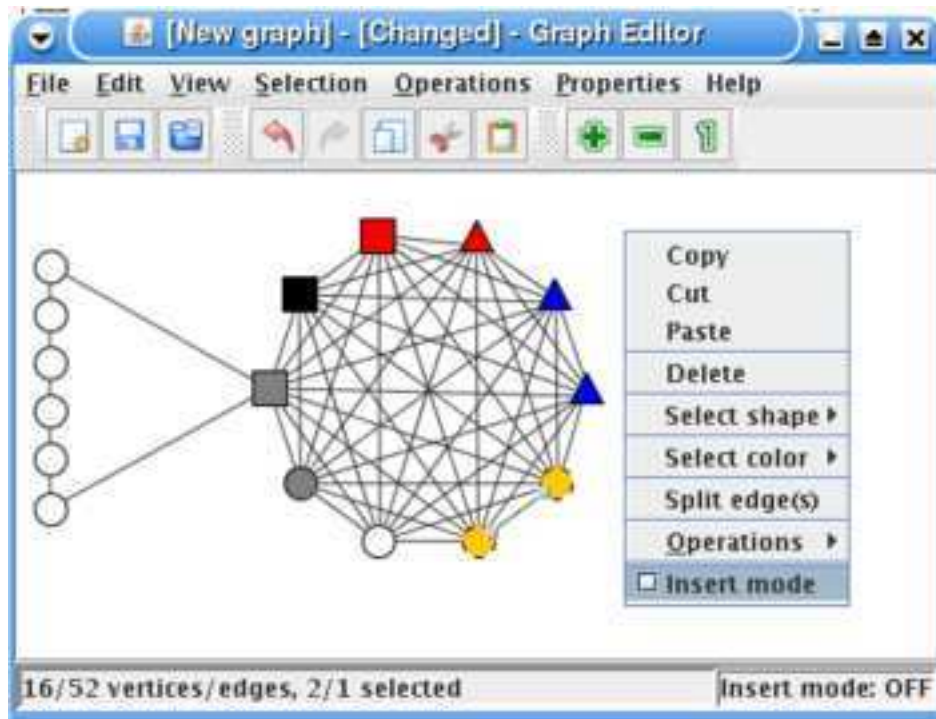 [New graph] - [Changed] - Graph Editor
File Edit View Selection Operations Properties Help
Copy
Cut
Paste
Delete
Select shape
Select color
Split edge(s)
Operations
Insert mode
16/52 vertices/edges, 2/1 selected
Insert mode: OFF